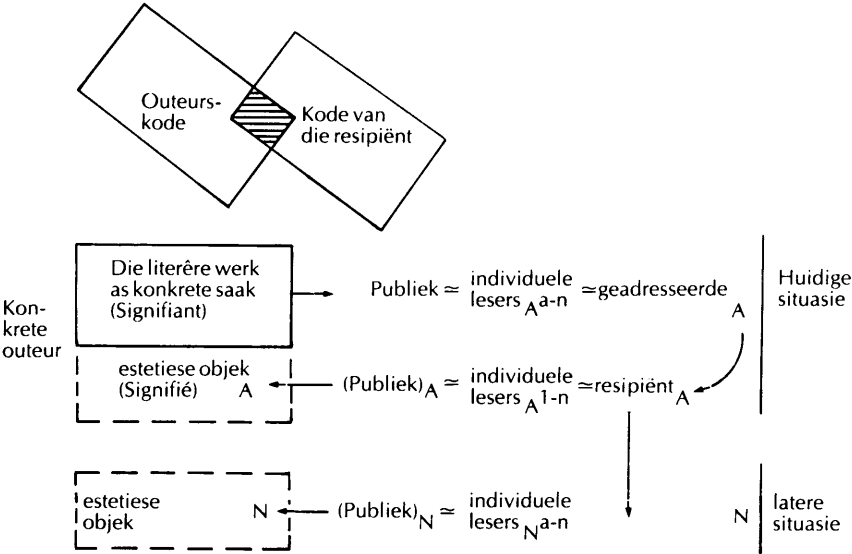 Outeurs-
kode
Kode van
die resipiënt
Kon-
krete
outeur
Die literêre werk
as konkrete saak
(Signifiant)
Publiek ≃ individuele lesers A a-n ≃ geadresseerde A
Huidige
situasie
estetiese objek
(Signifié) A
(Publiek) A ≃ individuele lesers A 1-n ≃ resipiënt A
estetiese
objek N
(Publiek) N ≃ individuele lesers N a-n
N
latere
situasie